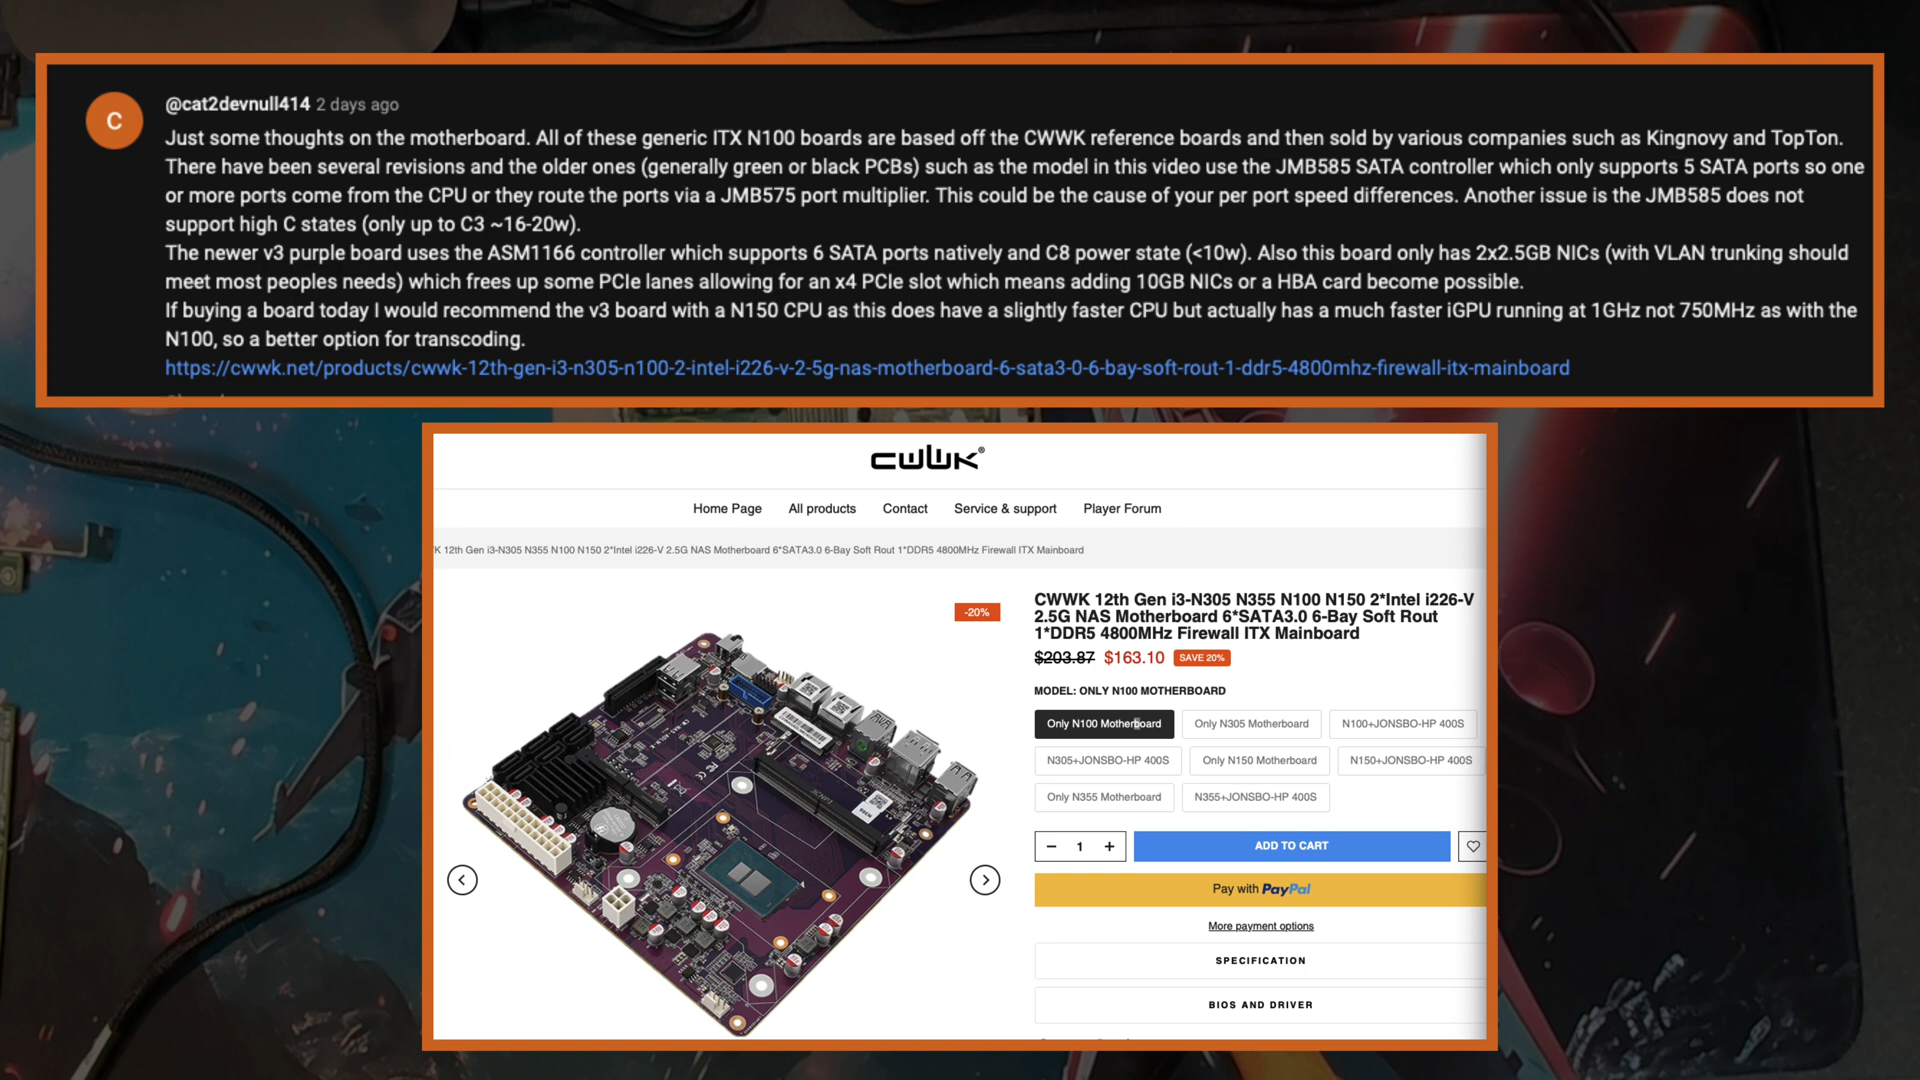 C
@cat2devnull414 2 days ago
Just some thoughts on the motherboard. All of these generic ITX N100 boards are based off the CWWK reference boards and then sold by various companies such as Kingnovy and TopTon.
There have been several revisions and the older ones (generally green or black PCBs) such as the model in this video use the JMB585 SATA controller which only supports 5 SATA ports so one
or more ports come from the CPU or they route the ports via a JMB575 port multiplier. This could be the cause of your per port speed differences. Another issue is the JMB585 does not
support high C states (only up to C3 ~16-20w).
The newer v3 purple board uses the ASM1166 controller which supports 6 SATA ports natively and C8 power state (<10w). Also this board only has 2x2.5GB NICs (with VLAN trunking should
meet most peoples needs) which frees up some PCIe lanes allowing for an x4 PCIe slot which means adding 10GB NICs or a HBA card become possible.
If buying a board today I would recommend the v3 board with a N150 CPU as this does have a slightly faster CPU but actually has a much faster iGPU running at 1GHz not 750MHz as with the
N100, so a better option for transcoding.
https://cwwk.net/products/cwwk-12th-gen-i3-n305-n100-2-intel-i226-v-2-5g-nas-motherboard-6-sata3-0-6-bay-soft-rout-1-ddr5-4800mhz-firewall-itx-mainboard
CWWK®
Home Page All products Contact Service & support Player Forum
K 12th Gen i3-N305 N355 N100 N150 2*Intel i226-V 2.5G NAS Motherboard 6*SATA3.0 6-Bay Soft Rout 1*DDR5 4800MHz Firewall ITX Mainboard
-20%
CWWK 12th Gen i3-N305 N355 N100 N150 2*Intel i226-V
2.5G NAS Motherboard 6*SATA3.0 6-Bay Soft Rout
1*DDR5 4800MHz Firewall ITX Mainboard
$203.87 $163.10 SAVE 20%
MODEL: ONLY N100 MOTHERBOARD
Only N100 Motherboard Only N305 Motherboard N100+JONSBO-HP 400S
N305+JONSBO-HP 400S Only N150 Motherboard N150+JONSBO-HP 400S
Only N355 Motherboard N355+JONSBO-HP 400S
− 1 + ADD TO CART
Pay with PayPal
More payment options
SPECIFICATION
BIOS AND DRIVER